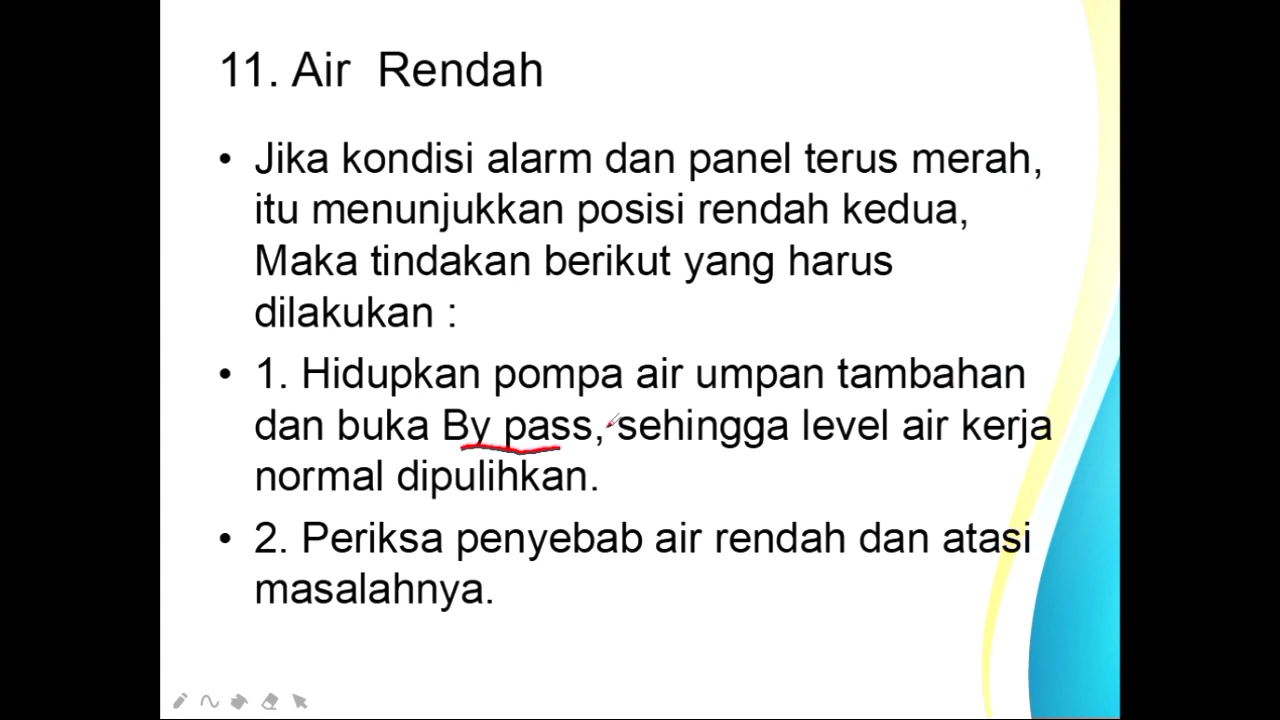 11. Air Rendah
• Jika kondisi alarm dan panel terus merah,
itu menunjukkan posisi rendah kedua,
Maka tindakan berikut yang harus
dilakukan :
• 1. Hidupkan pompa air umpan tambahan
dan buka By pass, sehingga level air kerja
normal dipulihkan.
• 2. Periksa penyebab air rendah dan atasi
masalahnya.